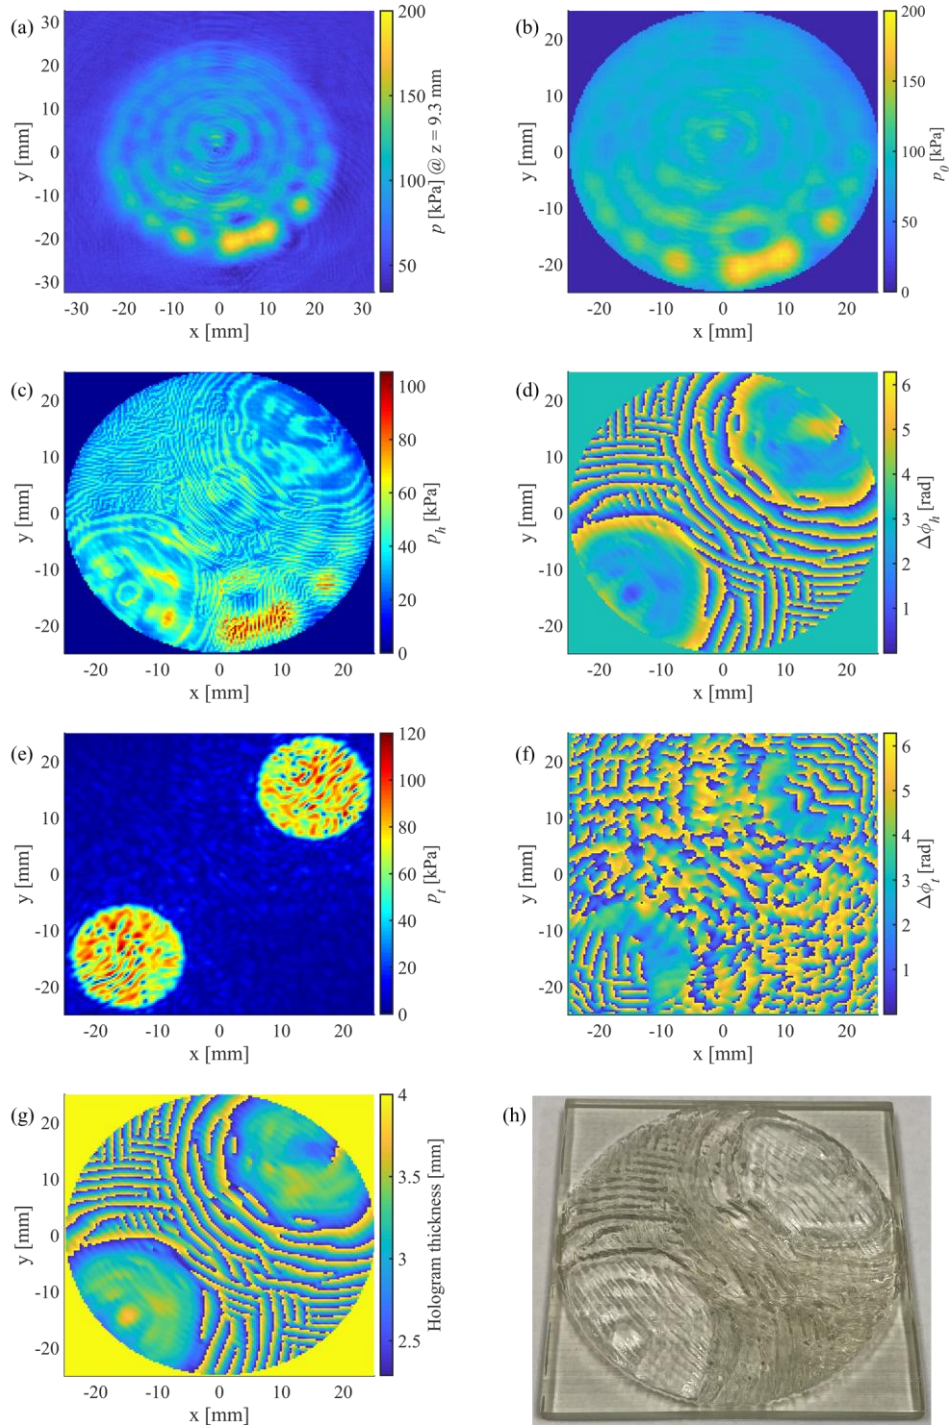 (a)
30
20
10
0
-10
-20
-30
y [mm]
-30 -20 -10 0 10 20 30
x [mm]
200
150
100
50
p [kPa] @ z = 9.3 mm
(b)
20
10
0
-10
-20
y [mm]
-20 -10 0 10 20
x [mm]
200
150
100
50
0
p0 [kPa]
(c)
20
10
0
-10
-20
y [mm]
-20 -10 0 10 20
x [mm]
100
80
60
40
20
0
ph [kPa]
(d)
20
10
0
-10
-20
y [mm]
-20 -10 0 10 20
x [mm]
6
5
4
3
2
1
Δϕh [rad]
(e)
20
10
0
-10
-20
y [mm]
-20 -10 0 10 20
x [mm]
120
100
80
60
40
20
0
pt [kPa]
(f)
20
10
0
-10
-20
y [mm]
-20 -10 0 10 20
x [mm]
6
5
4
3
2
1
Δϕt [rad]
(g)
20
10
0
-10
-20
y [mm]
-20 -10 0 10 20
x [mm]
4
3.5
3
2.5
Hologram thickness [mm]
(h)